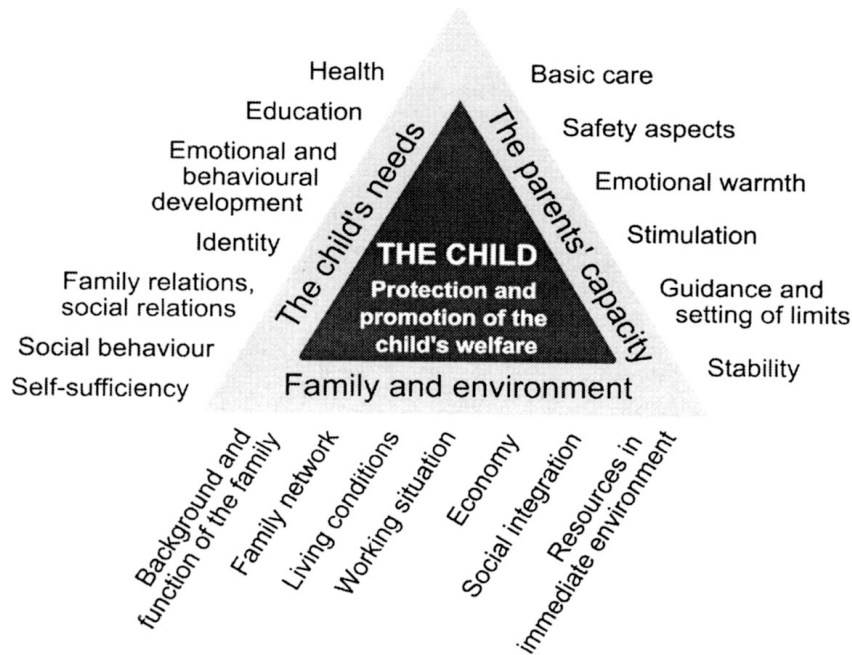 Health
Education
Emotional and
behavioural
development
Identity
Family relations,
social relations
Social behaviour
Self-sufficiency
The child's needs
THE CHILD
Protection and
promotion of the
child's welfare
The parents' capacity
Basic care
Safety aspects
Emotional warmth
Stimulation
Guidance and
setting of limits
Stability
Family and environment
Background and
function of the family
Family network
Living conditions
Working situation
Economy
Social integration
Resources in
immediate environment